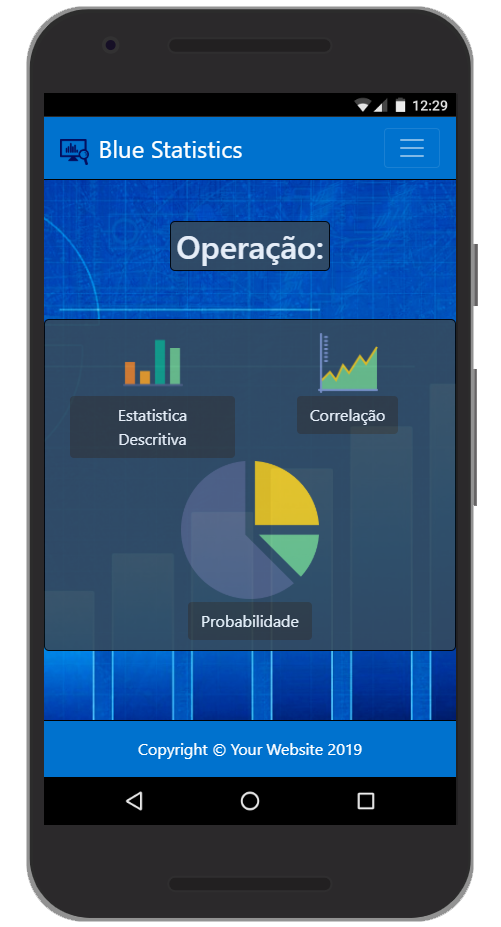 12:29
Blue Statistics
Operação:
Estatistica
Descritiva
Correlação
Probabilidade
Copyright © Your Website 2019